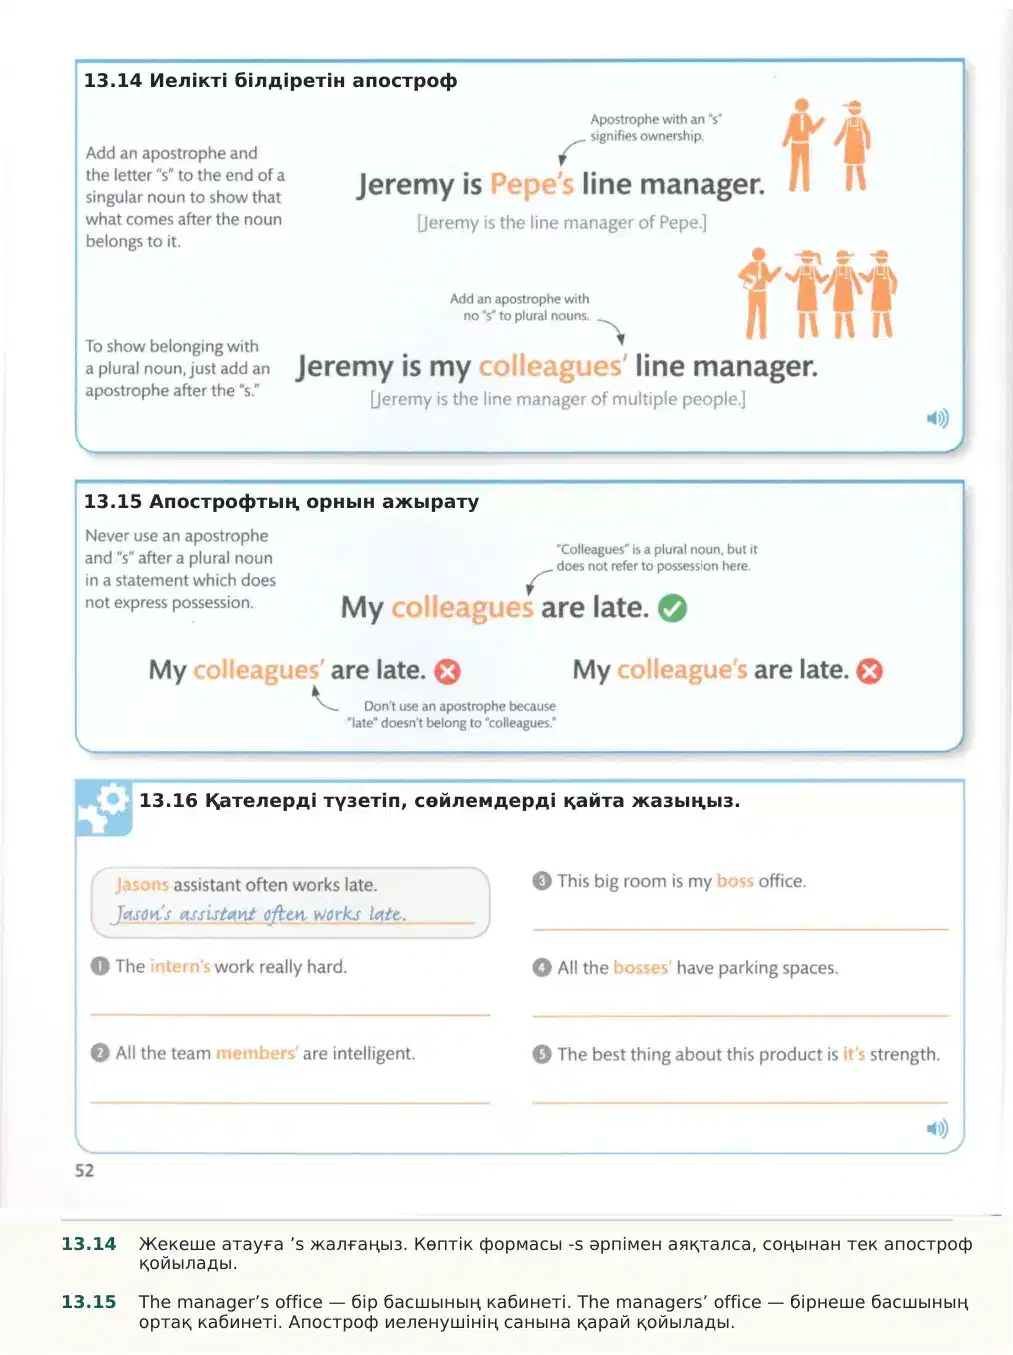 13.14 Иелікті білдіретін апостроф
Apostrophe with an "s"
signifies ownership.
Add an apostrophe and
the letter "s" to the end of a
singular noun to show that
what comes after the noun
belongs to it.
Jeremy is Pepe's line manager.
[Jeremy is the line manager of Pepe.]
Add an apostrophe with
no "s" to plural nouns.
To show belonging with
a plural noun, just add an
apostrophe after the "s."
Jeremy is my colleagues' line manager.
[Jeremy is the line manager of multiple people.]
13.15 Апострофтың орнын ажырату
Never use an apostrophe
and "s" after a plural noun
in a statement which does
not express possession.
"Colleagues" is a plural noun, but it
does not refer to possession here.
My colleagues are late.
My colleagues' are late.
My colleague's are late.
Don't use an apostrophe because
"late" doesn't belong to "colleagues."
13.16 Қателерді түзетіп, сөйлемдерді қайта жазыңыз.
Jasons assistant often works late.
Jason's assistant often works late.
1 The intern's work really hard.
2 All the team members' are intelligent.
3 This big room is my boss office.
4 All the bosses' have parking spaces.
5 The best thing about this product is it's strength.
52
13.14 Жекеше атауға ’s жалғаңыз. Көптік формасы -s әрпімен аяқталса, соңынан тек апостроф
қойылады.
13.15 The manager’s office — бір басшының кабинеті. The managers’ office — бірнеше басшының
ортақ кабинеті. Апостроф иеленушінің санына қарай қойылады.